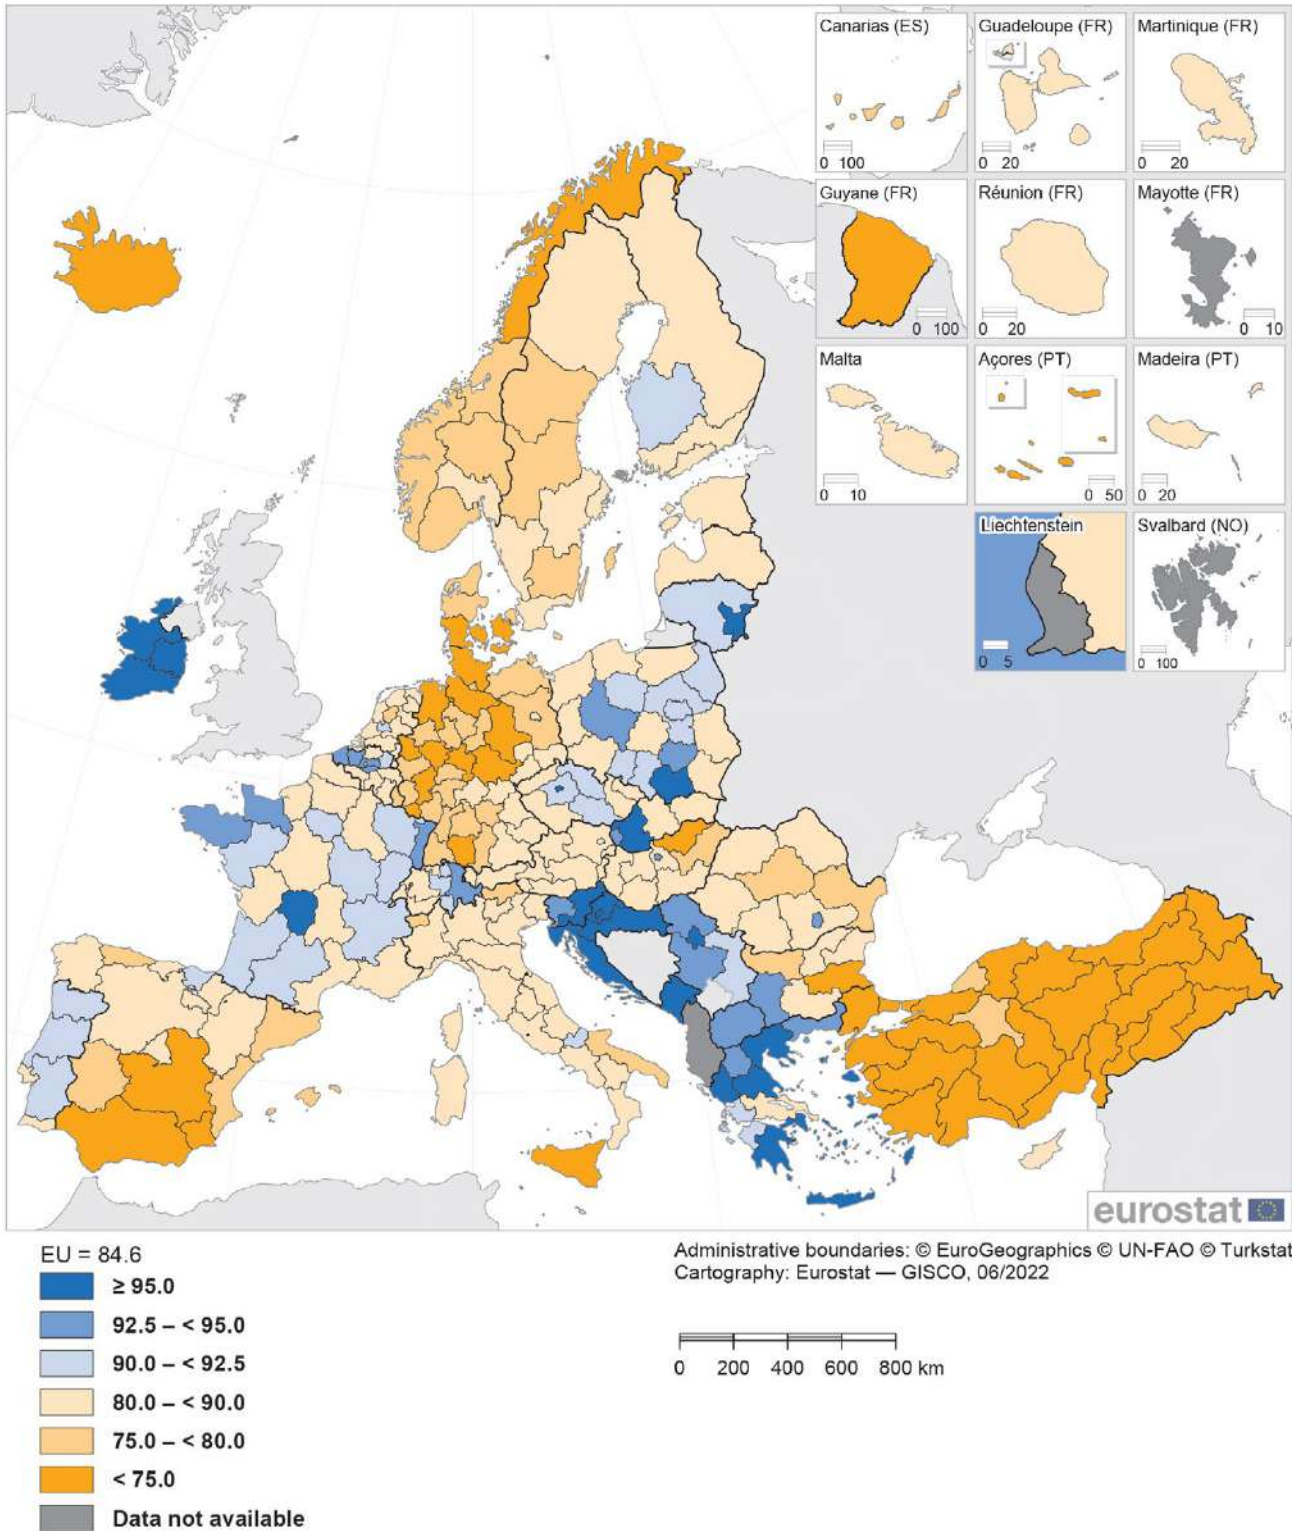 Canarias (ES)
0 100
Guadeloupe (FR)
0 20
Martinique (FR)
0 20
Guyane (FR)
0 100
Réunion (FR)
0 20
Mayotte (FR)
0 10
Malta
0 10
Açores (PT)
0 50
Madeira (PT)
0 20
Liechtenstein
0 5
Svalbard (NO)
0 100
eurostat
EU = 84.6
≥ 95.0
92.5 – < 95.0
90.0 – < 92.5
80.0 – < 90.0
75.0 – < 80.0
< 75.0
Data not available
Administrative boundaries: © EuroGeographics © UN-FAO © Turkstat
Cartography: Eurostat — GISCO, 06/2022
0 200 400 600 800 km